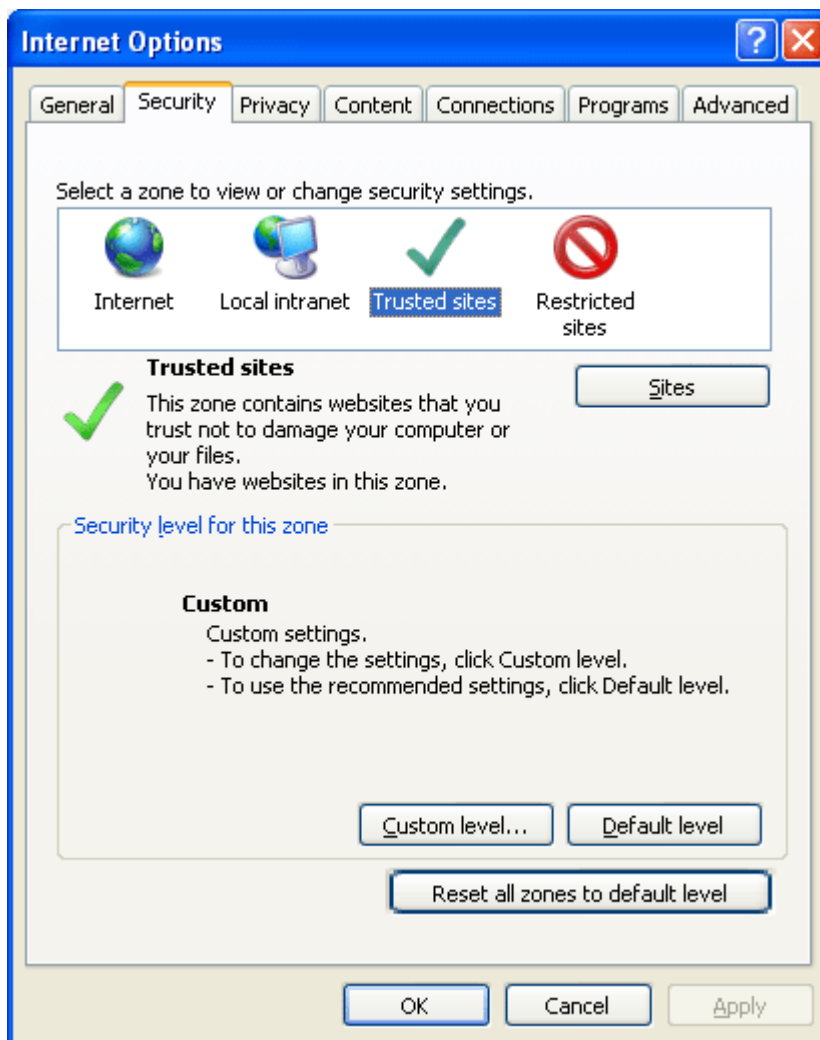 Internet Options
General Security Privacy Content Connections Programs Advanced
Select a zone to view or change security settings.
Internet Local intranet Trusted sites Restricted
sites
Trusted sites
Sites
This zone contains websites that you
trust not to damage your computer or
your files.
You have websites in this zone.
Security level for this zone
Custom
Custom settings.
- To change the settings, click Custom level.
- To use the recommended settings, click Default level.
Custom level... Default level
Reset all zones to default level
OK Cancel Apply